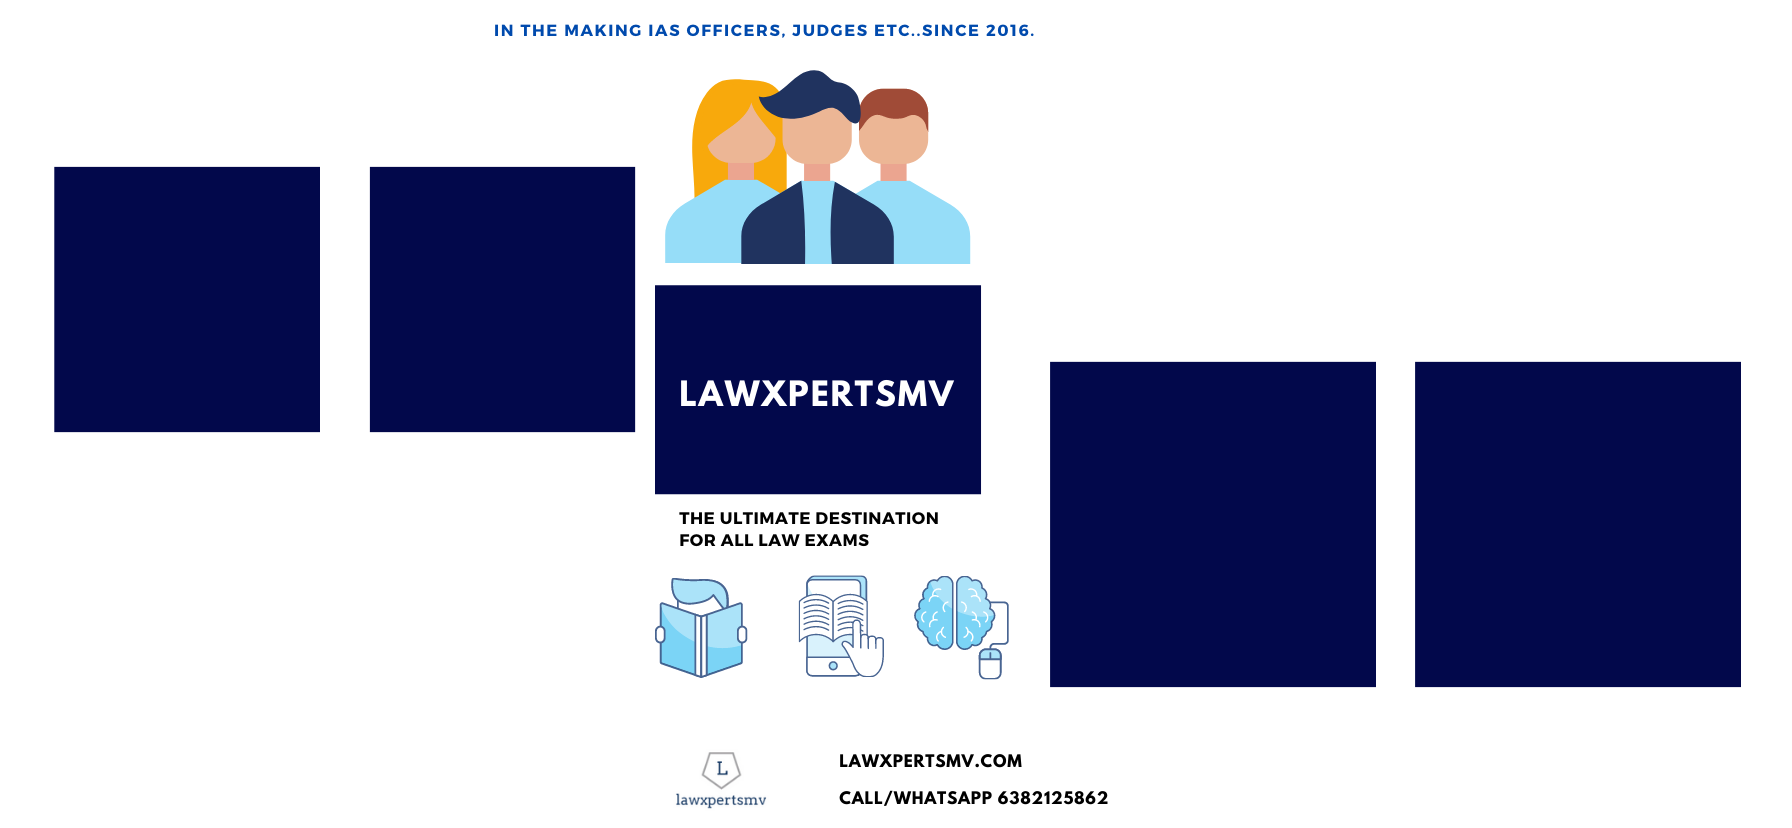 IN THE MAKING IAS OFFICERS, JUDGES ETC..SINCE 2016.
LAWXPERTSMV
THE ULTIMATE DESTINATION
FOR ALL LAW EXAMS
L
lawxpertsmv
LAWXPERTSMV.COM
CALL/WHATSAPP 6382125862